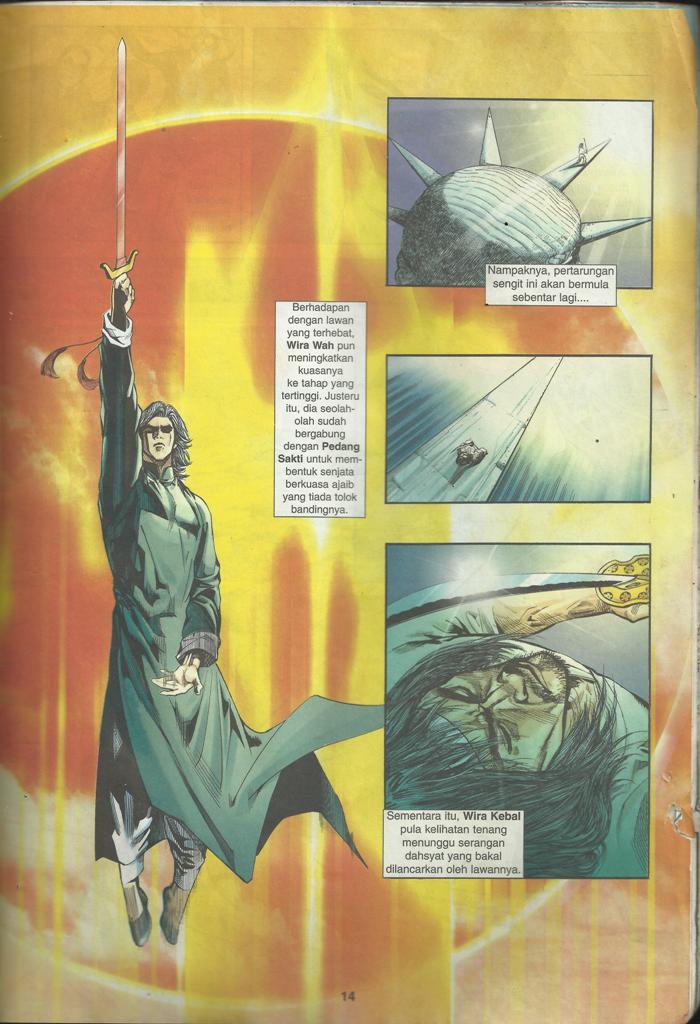 Nampaknya, pertarungan
sengit ini akan bermula
sebentar lagi....
Berhadapan
dengan lawan
yang terhebat,
Wira Wah pun
meningkatkan
kuasanya
ke tahap yang
tertinggi. Justeru
itu, dia seolah-
olah sudah
bergabung
dengan Pedang
Sakti untuk mem-
bentuk senjata
berkuasa ajaib
yang tiada tolok
bandingnya.
Sementara itu, Wira Kebal
pula kelihatan tenang
menunggu serangan
dahsyat yang bakal
dilancarkan oleh lawannya.
14